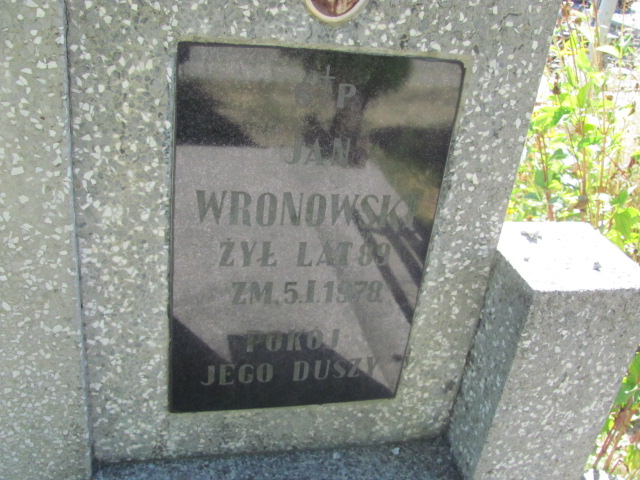 Ś P
JAN
WRONOWSKI
ŻYŁ LAT 89
ZM. 5.I.1978
POKÓJ
JEGO DUSZY